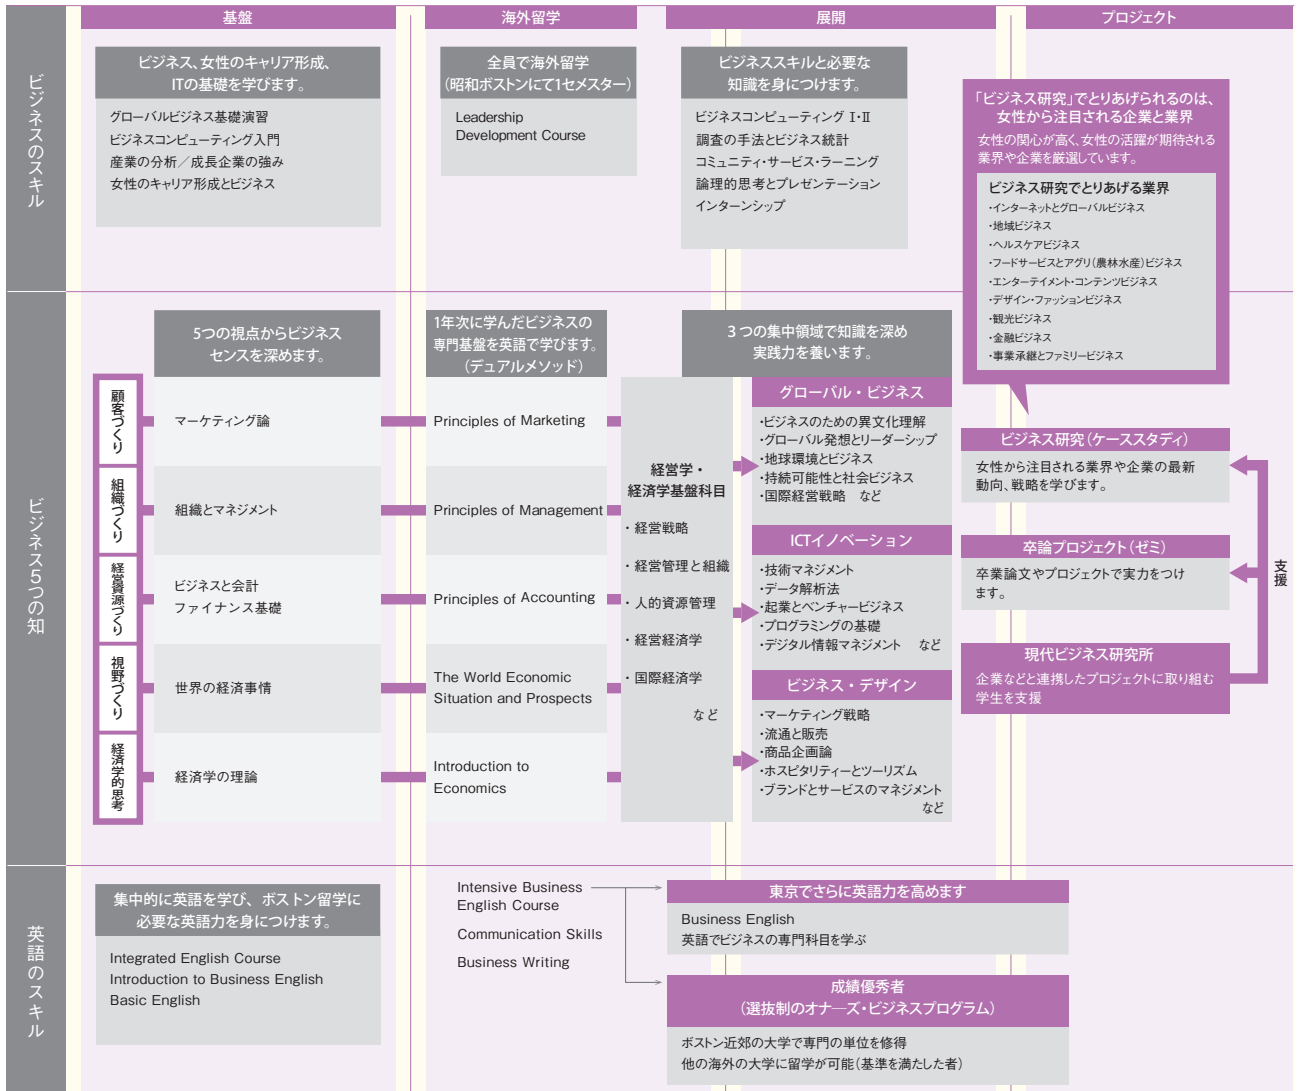 基盤
海外留学
展開
プロジェクト
ビジネスのスキル
ビジネス、女性のキャリア形成、
ITの基礎を学びます。
グローバルビジネス基礎演習
ビジネスコンピューティング入門
産業の分析／成長企業の強み
女性のキャリア形成とビジネス
全員で海外留学
(昭和ボストンにて1セメスター)
Leadership
Development Course
ビジネススキルと必要な
知識を身につけます。
ビジネスコンピューティング Ⅰ・Ⅱ
調査の手法とビジネス統計
コミュニティ・サービス・ラーニング
論理的思考とプレゼンテーション
インターンシップ
「ビジネス研究」でとりあげられるのは、
女性から注目される企業と業界
女性の関心が高く、女性の活躍が期待される
業界や企業を厳選しています。
ビジネス研究でとりあげる業界
・インターネットとグローバルビジネス
・地域ビジネス
・ヘルスケアビジネス
・フードサービスとアグリ(農林水産)ビジネス
・エンターテイメント・コンテンツビジネス
・デザイン・ファッションビジネス
・観光ビジネス
・金融ビジネス
・事業承継とファミリービジネス
ビジネス5つの知
5つの視点からビジネス
センスを深めます。
1年次に学んだビジネスの
専門基盤を英語で学びます。
(デュアルメソッド)
3つの集中領域で知識を深め
実践力を養います。
顧客づくり
マーケティング論
Principles of Marketing
組織づくり
組織とマネジメント
Principles of Management
経営資源づくり
ビジネスと会計
ファイナンス基礎
Principles of Accounting
視野づくり
世界の経済事情
The World Economic
Situation and Prospects
経済学的思考
経済学の理論
Introduction to
Economics
経営学・
経済学基盤科目
・ 経営戦略
・ 経営管理と組織
・ 人的資源管理
・ 経営経済学
・ 国際経済学
など
グローバル・ビジネス
・ビジネスのための異文化理解
・グローバル発想とリーダーシップ
・地球環境とビジネス
・持続可能性と社会ビジネス
・国際経営戦略 など
ICTイノベーション
・技術マネジメント
・データ解析法
・起業とベンチャービジネス
・プログラミングの基礎
・デジタル情報マネジメント など
ビジネス・デザイン
・マーケティング戦略
・流通と販売
・商品企画論
・ホスピタリティーとツーリズム
・ブランドとサービスのマネジメント
など
ビジネス研究(ケーススタディ)
女性から注目される業界や企業の最新
動向、戦略を学びます。
卒論プロジェクト(ゼミ)
卒業論文やプロジェクトで実力をつけ
ます。
現代ビジネス研究所
企業などと連携したプロジェクトに取り組む
学生を支援
支援
英語のスキル
集中的に英語を学び、ボストン留学に
必要な英語力を身につけます。
Integrated English Course
Introduction to Business English
Basic English
Intensive Business
English Course
Communication Skills
Business Writing
東京でさらに英語力を高めます
Business English
英語でビジネスの専門科目を学ぶ
成績優秀者
(選抜制のオナーズ・ビジネスプログラム)
ボストン近郊の大学で専門の単位を修得
他の海外の大学に留学が可能(基準を満たした者)